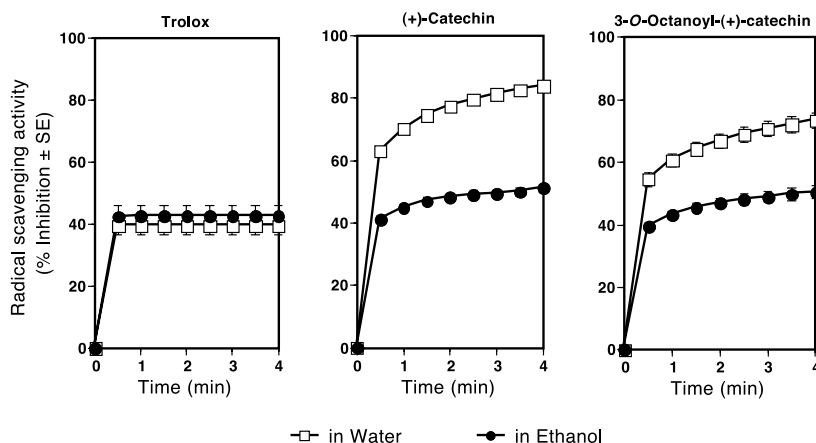 Trolox
(+)-Catechin
3-O-Octanoyl-(+)-catechin
Radical scavenging activity
(% Inhibition ± SE)
100
80
60
40
20
0
0 1 2 3 4
Time (min)
100
80
60
40
20
0
0 1 2 3 4
Time (min)
100
80
60
40
20
0
0 1 2 3 4
Time (min)
in Water
in Ethanol